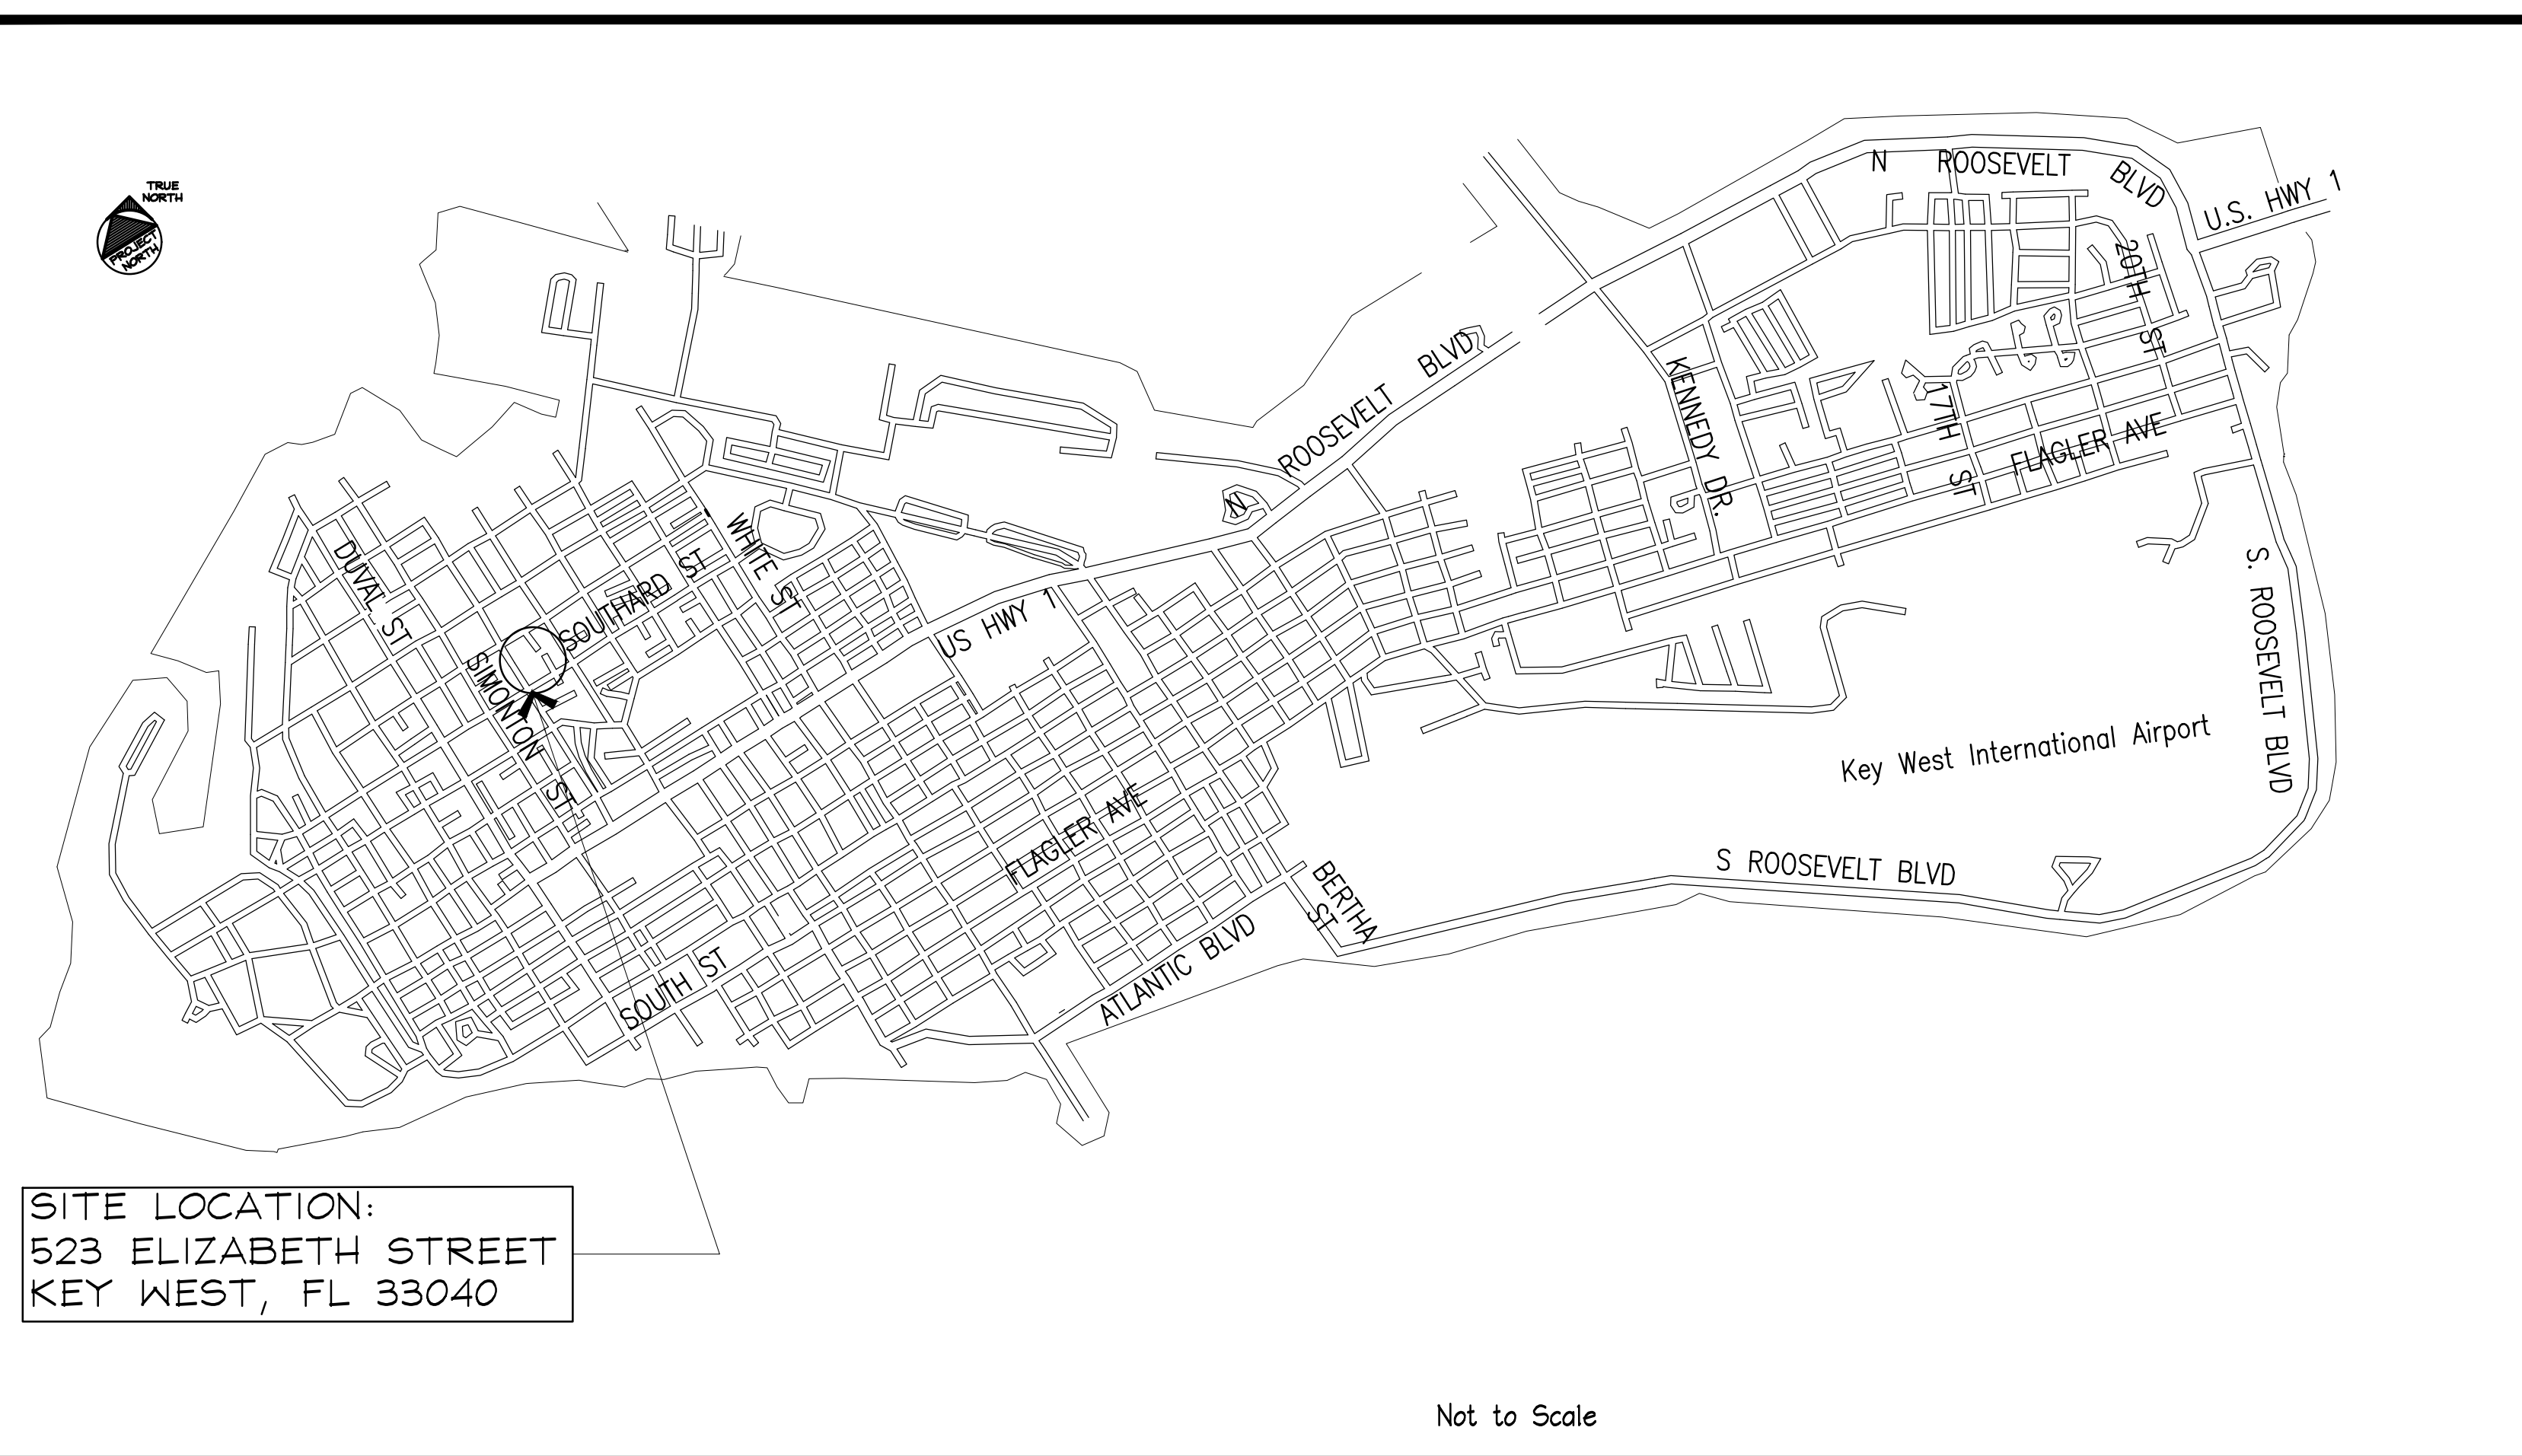 TRUE
NORTH
PROJECT
NORTH
N ROOSEVELT BLVD
U.S. HWY 1
20TH ST
N ROOSEVELT BLVD
KENNEDY DR.
17TH ST
FLAGLER AVE
DUVAL ST
SOUTHARD ST
WHITE ST
US HWY 1
SIMONTON ST
S. ROOSEVELT BLVD
Key West International Airport
FLAGLER AVE
S ROOSEVELT BLVD
BERTHA
ST
ATLANTIC BLVD
SOUTH ST
SITE LOCATION:
523 ELIZABETH STREET
KEY WEST, FL 33040
Not to Scale